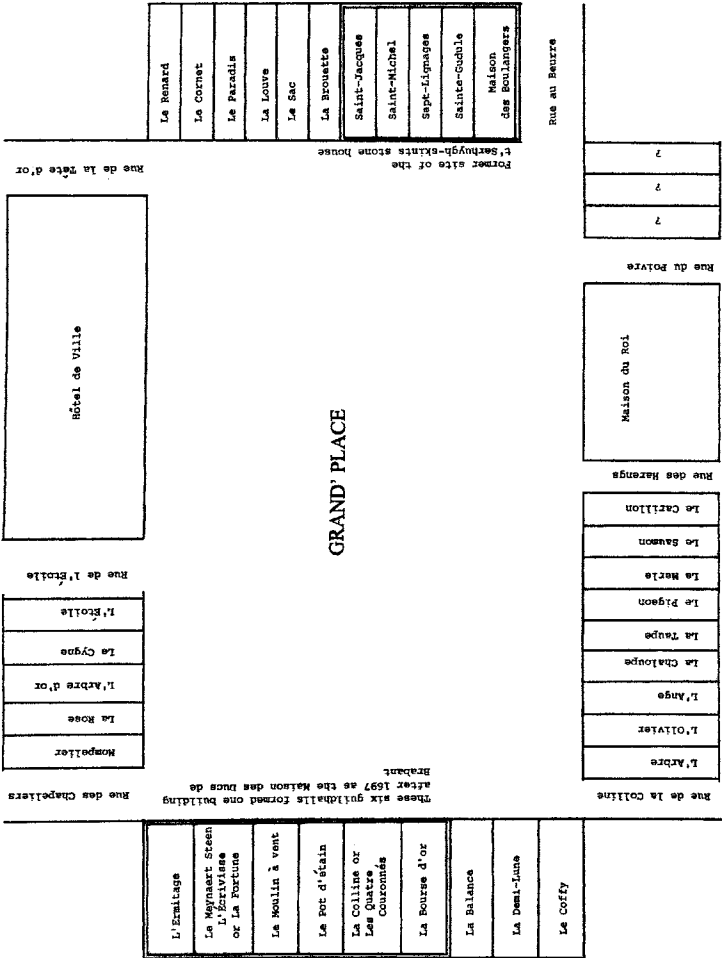 Le Renard
Le Cornet
Le Paradis
La Louve
Le Sac
La Brouette
Saint-Jacques
Saint-Michel
Sept-Lignages
Sainte-Gudule
Maison
des Boulangers
Rue au Beurre
Rue de la Tête d'or
Former site of the
t'Serhuygh-skints stone house
?
?
?
Rue du Poivre
Hôtel de Ville
GRAND' PLACE
Maison du Roi
Rue des Harengs
Rue de l'Étoile
L'Étoile
Le Cygne
L'Arbre d'or
La Rose
Mompelier
Rue des Chapeliers
Le Carillon
Le Saumon
La Merle
Le Pigeon
La Taupe
La Chaloupe
L'Ange
L'Olivier
L'Arbre
Rue de la Colline
These six guildhalls formed one building
after 1697 as the Maison des Ducs de
Brabant
L'Ermitage
Le Meynaert Steen
L'Écrivisse
or La Fortune
Le Moulin à vent
Le Pot d'étain
La Colline or
Les Quatre
Couronnés
La Bourse d'or
La Balance
La Demi-Lune
Le Coffy